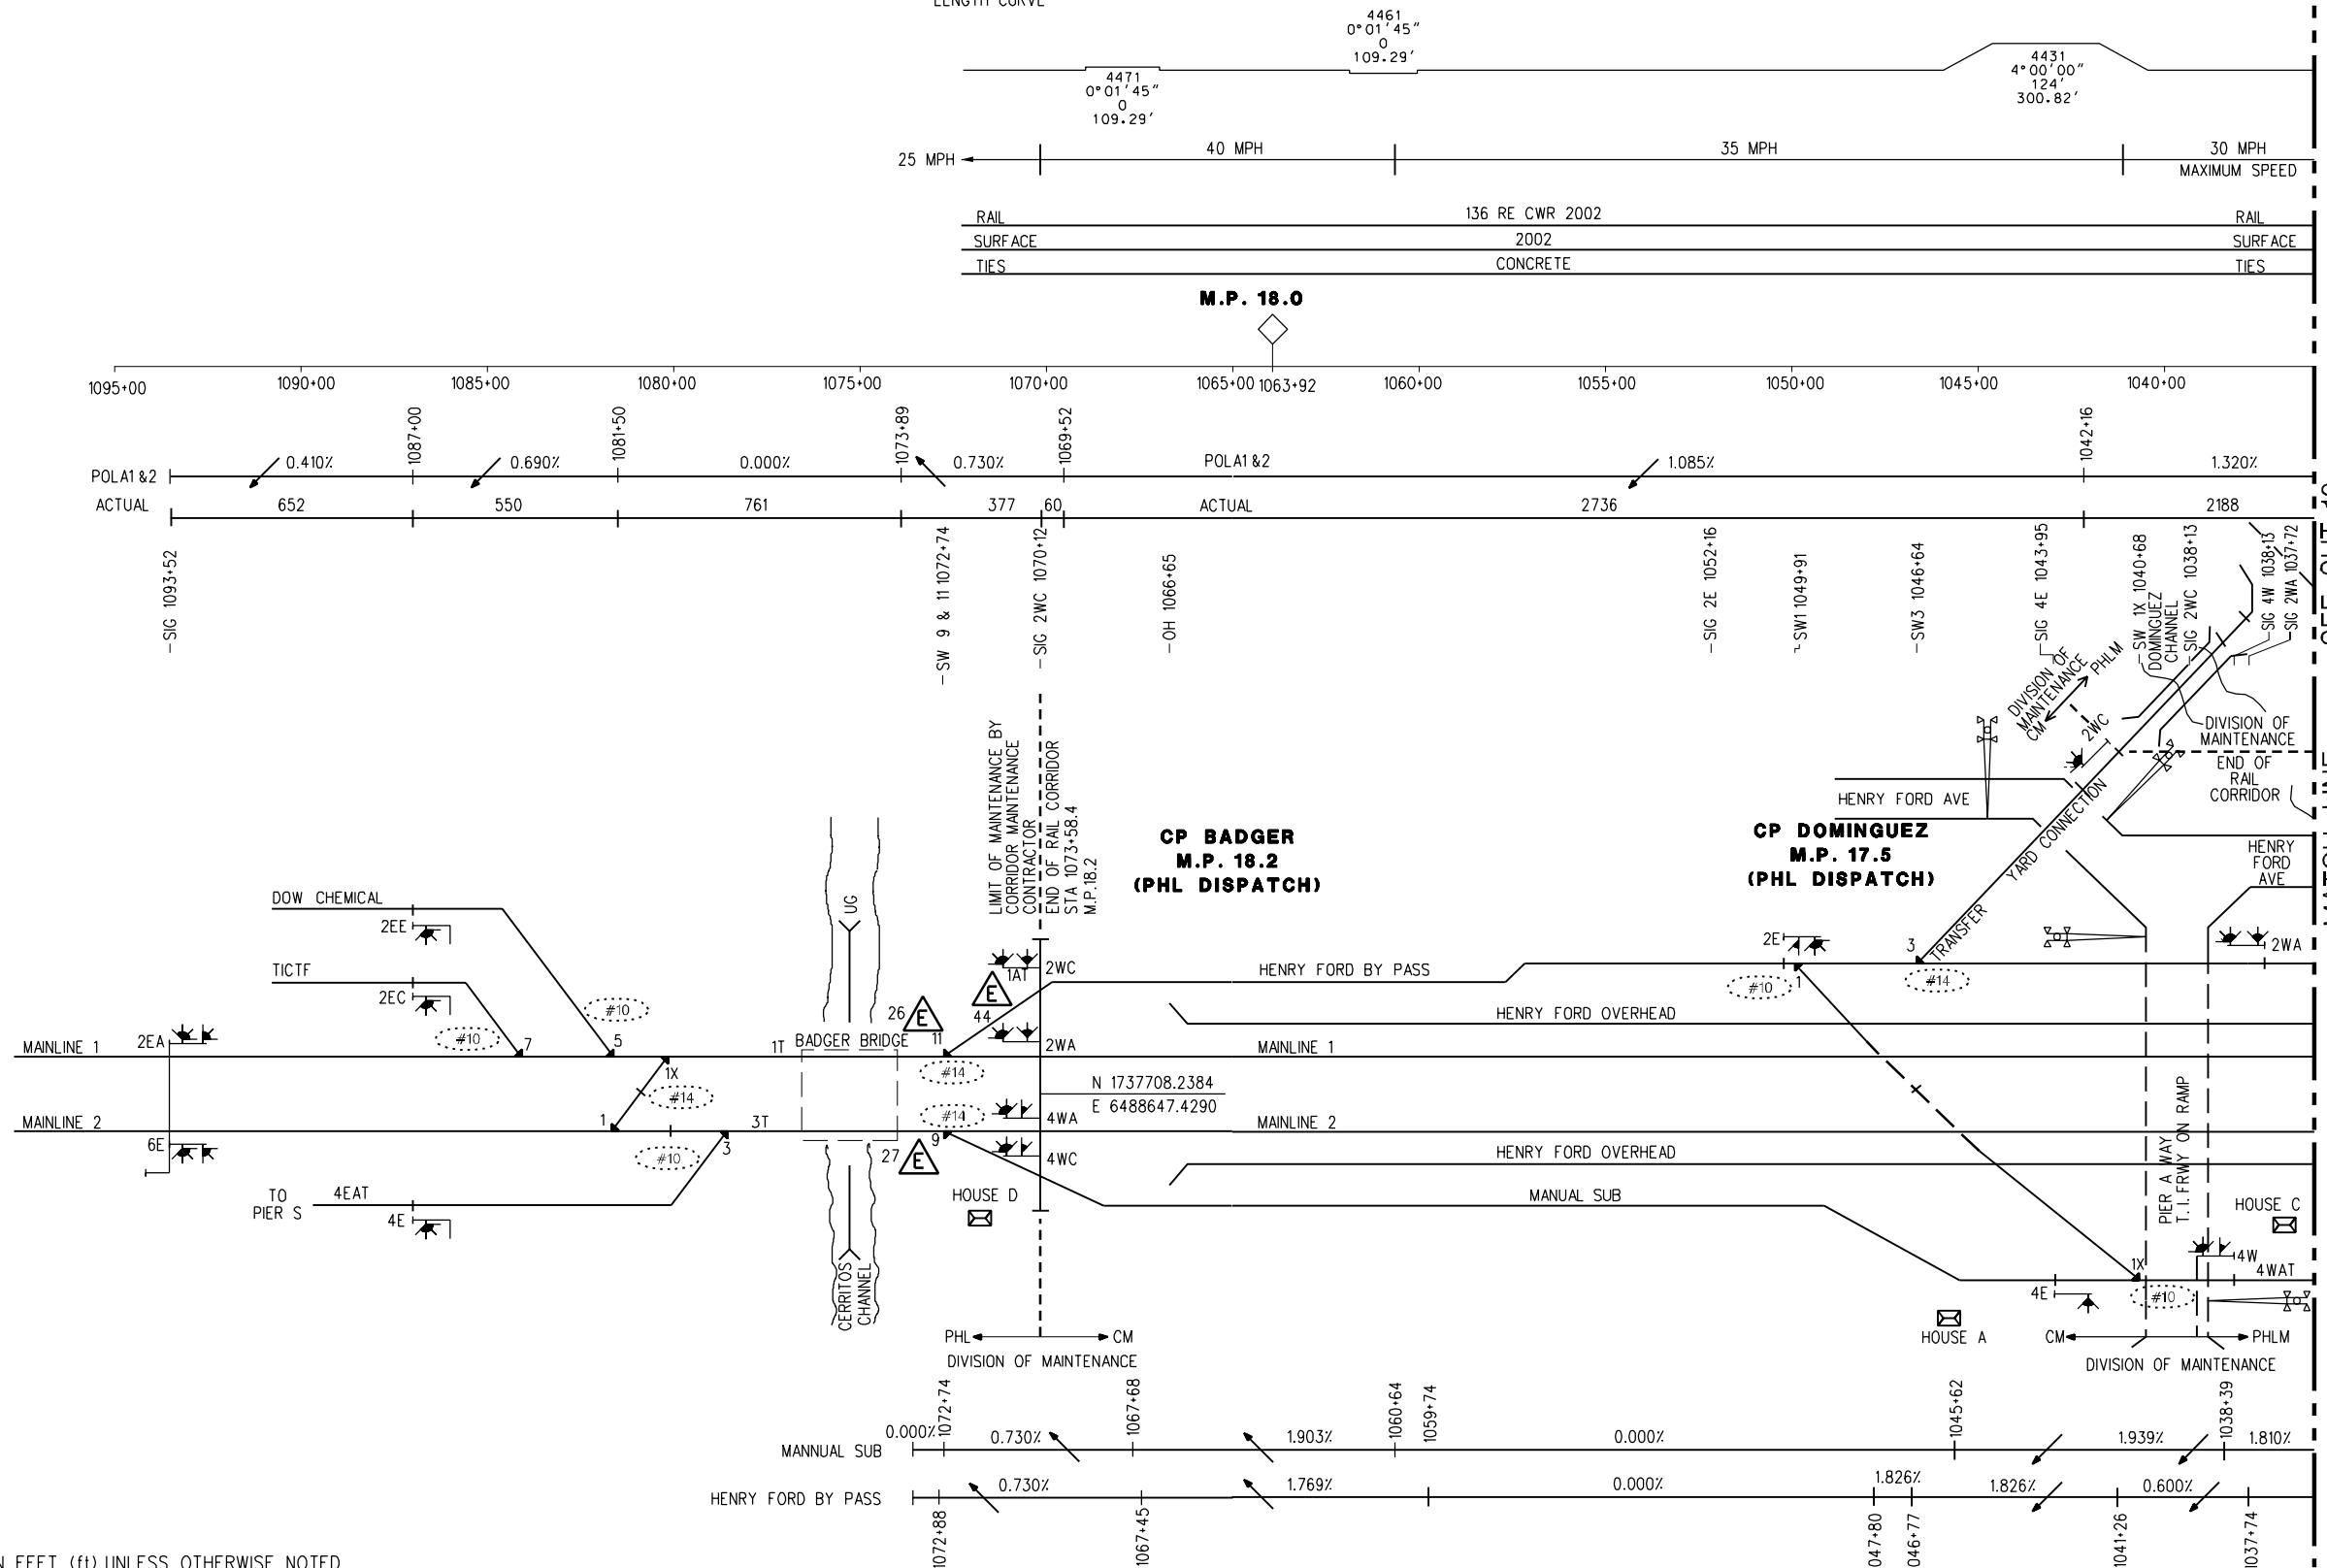 LENGTH CURVE
4461
0°01'45"
0
109.29'
4471
0°01'45"
0
109.29'
4431
4°00'00"
124'
300.82'
25 MPH
40 MPH
35 MPH
30 MPH
MAXIMUM SPEED
RAIL
136 RE CWR 2002
RAIL
SURFACE
2002
SURFACE
TIES
CONCRETE
TIES
M.P. 18.0
1095+00
1090+00
1085+00
1080+00
1075+00
1070+00
1065+00
1063+92
1060+00
1055+00
1050+00
1045+00
1040+00
1087+00
1081+50
1073+89
1069+52
1042+16
POLA1&2
0.410%
0.690%
0.000%
0.730%
POLA1&2
1.085%
1.320%
ACTUAL
652
550
761
377
60
ACTUAL
2736
2188
SIG 1093+52
SW 9 & 11 1072+74
SIG 2WC 1070+12
OH 1066+65
SIG 2E 1052+16
SW1 1049+91
SW3 1046+64
SIG 4E 1043+95
SW 1X 1040+68
DOMINGUEZ
CHANNEL
SIG 2WC 1038+13
SIG 4W 1038+13
SIG 2WA 1037+72
DIVISION OF
MAINTENANCE
CM
PHLM
2WC
DIVISION OF
MAINTENANCE
END OF
RAIL
CORRIDOR
LIMIT OF MAINTENANCE BY
CORRIDOR MAINTENANCE
CONTRACTOR
END OF RAIL CORRIDOR
STA 1073+58.4
M.P.18.2
CP BADGER
M.P. 18.2
(PHL DISPATCH)
CP DOMINGUEZ
M.P. 17.5
(PHL DISPATCH)
HENRY FORD AVE
TRANSFER YARD CONNECTION
HENRY
FORD
AVE
DOW CHEMICAL
2EE
TICTF
2EC
UG
#10
#10
7
5
2EA
MAINLINE 1
1T
BADGER BRIDGE
26
E
11
#14
E
44
1AT
2WC
2WA
HENRY FORD BY PASS
HENRY FORD OVERHEAD
MAINLINE 1
2E
#10
1
3
#14
2WA
1X
#14
N 1737708.2384
E 6488647.4290
MAINLINE 2
1
3T
#14
9
4WA
MAINLINE 2
6E
#10
3
27
E
4WC
HENRY FORD OVERHEAD
TO
PIER S
4EAT
4E
HOUSE D
MANUAL SUB
PIER A WAY
T.I.FRWY ON RAMP
HOUSE C
CERRITOS
CHANNEL
1X
4W
4WAT
4E
#10
HOUSE A
PHL
CM
DIVISION OF MAINTENANCE
CM
PHLM
DIVISION OF MAINTENANCE
1072+74
1067+68
1060+64
1059+74
1045+62
1038+39
MANNUAL SUB
0.000%
0.730%
1.903%
0.000%
1.939%
1.810%
HENRY FORD BY PASS
0.730%
1.769%
0.000%
1.826%
1.826%
0.600%
1072+88
1067+45
047+80
046+77
1041+26
1037+74
N FEET (ft) UNLESS OTHERWISE NOTED